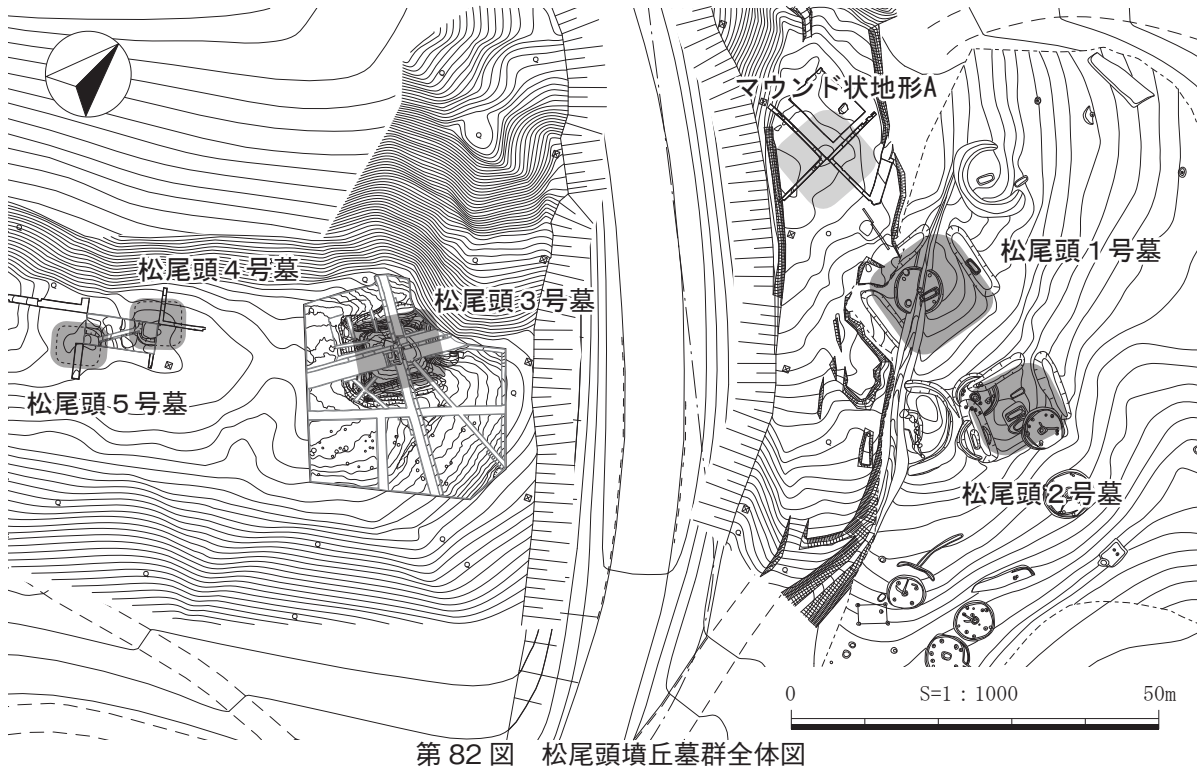 マウンド状地形A
松尾頭1号墓
松尾頭4号墓
松尾頭3号墓
松尾頭5号墓
松尾頭2号墓
0 S=1：1000 50m
第 82 図　松尾頭墳丘墓群全体図